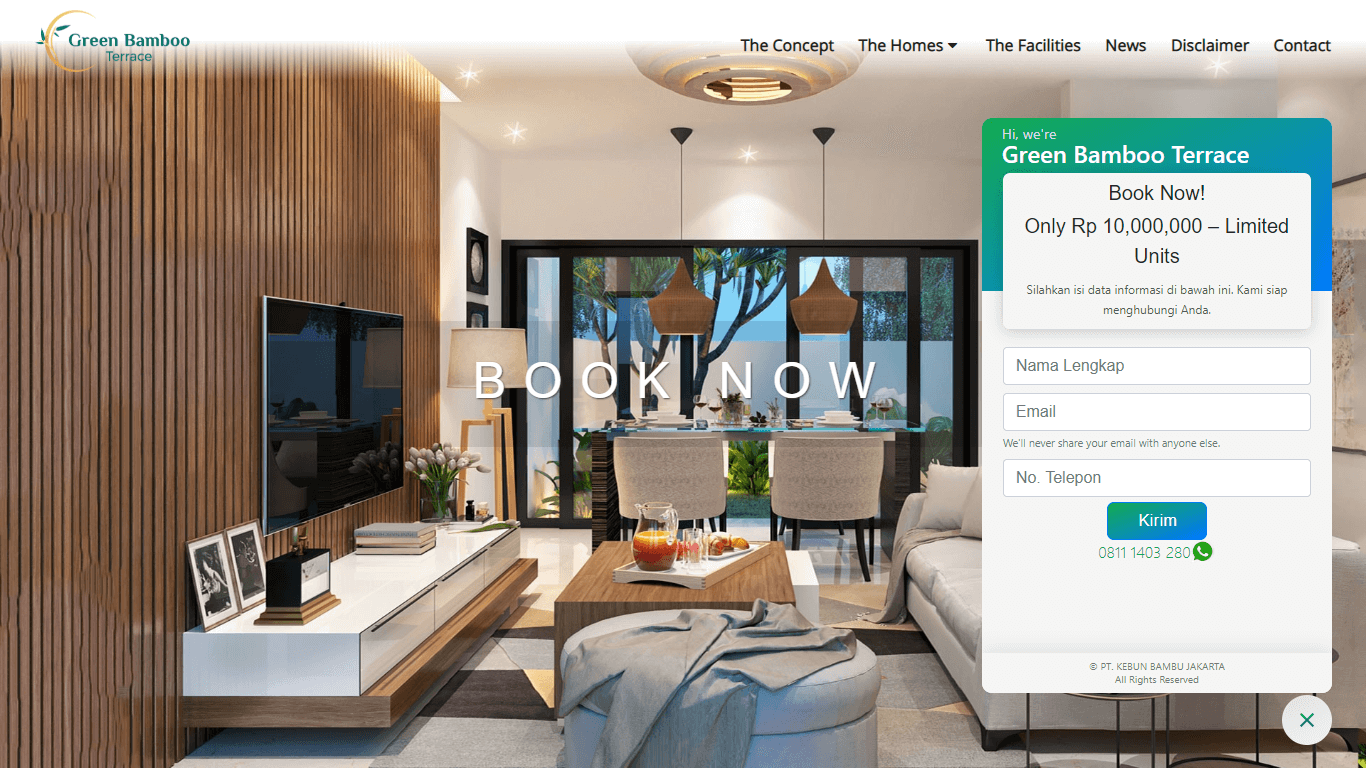 Green Bamboo
Terrace
The Concept
The Homes
The Facilities
News
Disclaimer
Contact
BOOK NOW
Hi, we're
Green Bamboo Terrace
Book Now!
Only Rp 10,000,000 – Limited
Units
Silahkan isi data informasi di bawah ini. Kami siap
menghubungi Anda.
Nama Lengkap
Email
We'll never share your email with anyone else.
No. Telepon
Kirim
0811 1403 280
© PT. KEBUN BAMBU JAKARTA
All Rights Reserved